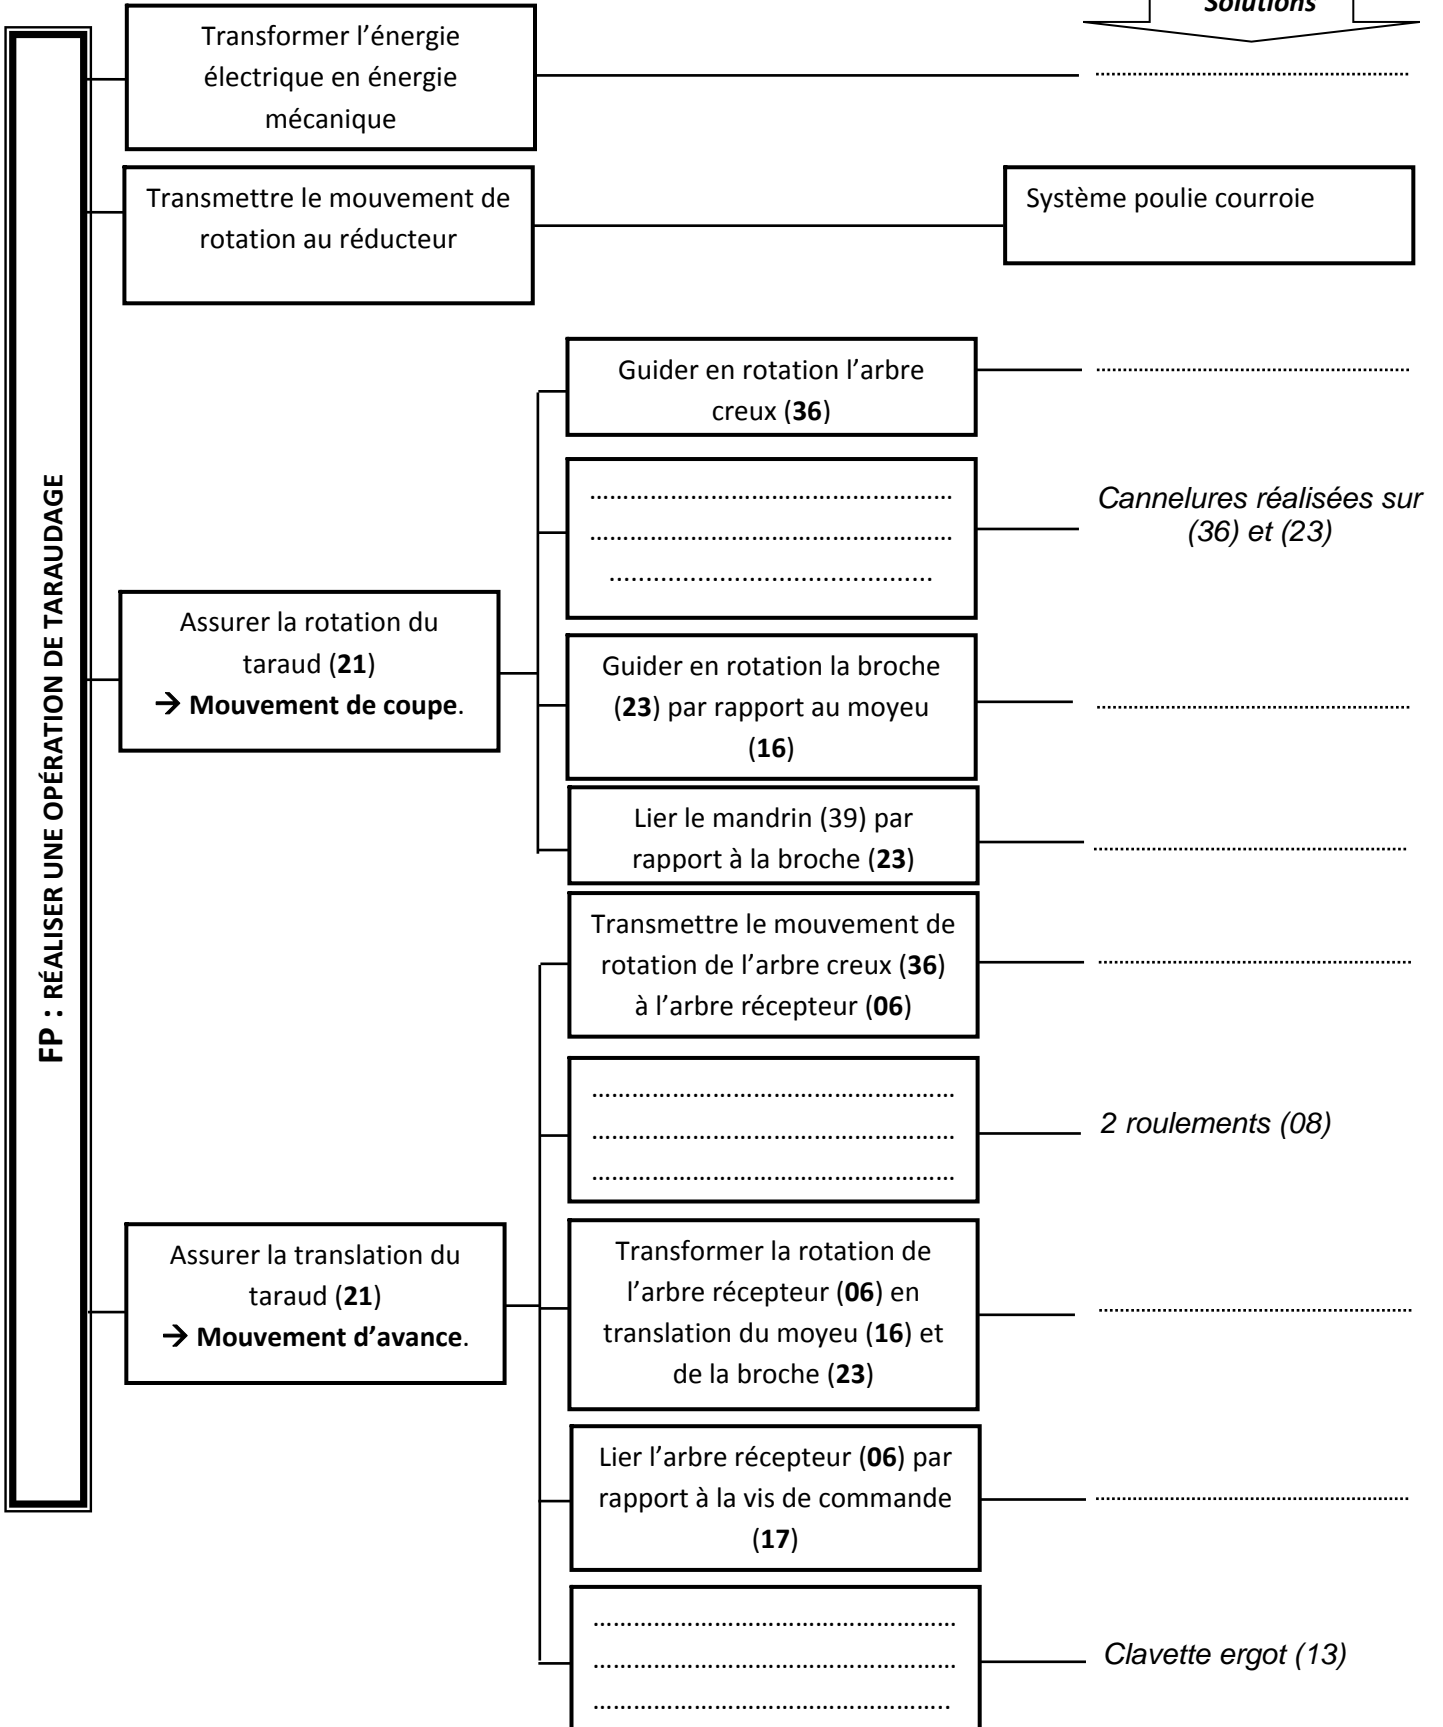 Solutions
Transformer l’énergie
électrique en énergie
mécanique
................................................................
Transmettre le mouvement de
rotation au réducteur
Système poulie courroie
FP : RÉALISER UNE OPÉRATION DE TARAUDAGE
Assurer la rotation du
taraud (21)
→ Mouvement de coupe.
Guider en rotation l’arbre
creux (36)
................................................................
………………………………………………
………………………………………………
…………………………………………
Cannelures réalisées sur
(36) et (23)
Guider en rotation la broche
(23) par rapport au moyeu
(16)
................................................................
Lier le mandrin (39) par
rapport à la broche (23)
................................................................
Assurer la translation du
taraud (21)
→ Mouvement d’avance.
Transmettre le mouvement de
rotation de l’arbre creux (36)
à l’arbre récepteur (06)
................................................................
………………………………………………
………………………………………………
………………………………………………
2 roulements (08)
Transformer la rotation de
l’arbre récepteur (06) en
translation du moyeu (16) et
de la broche (23)
................................................................
Lier l’arbre récepteur (06) par
rapport à la vis de commande
(17)
................................................................
………………………………………………
………………………………………………
……………………………………………..
Clavette ergot (13)